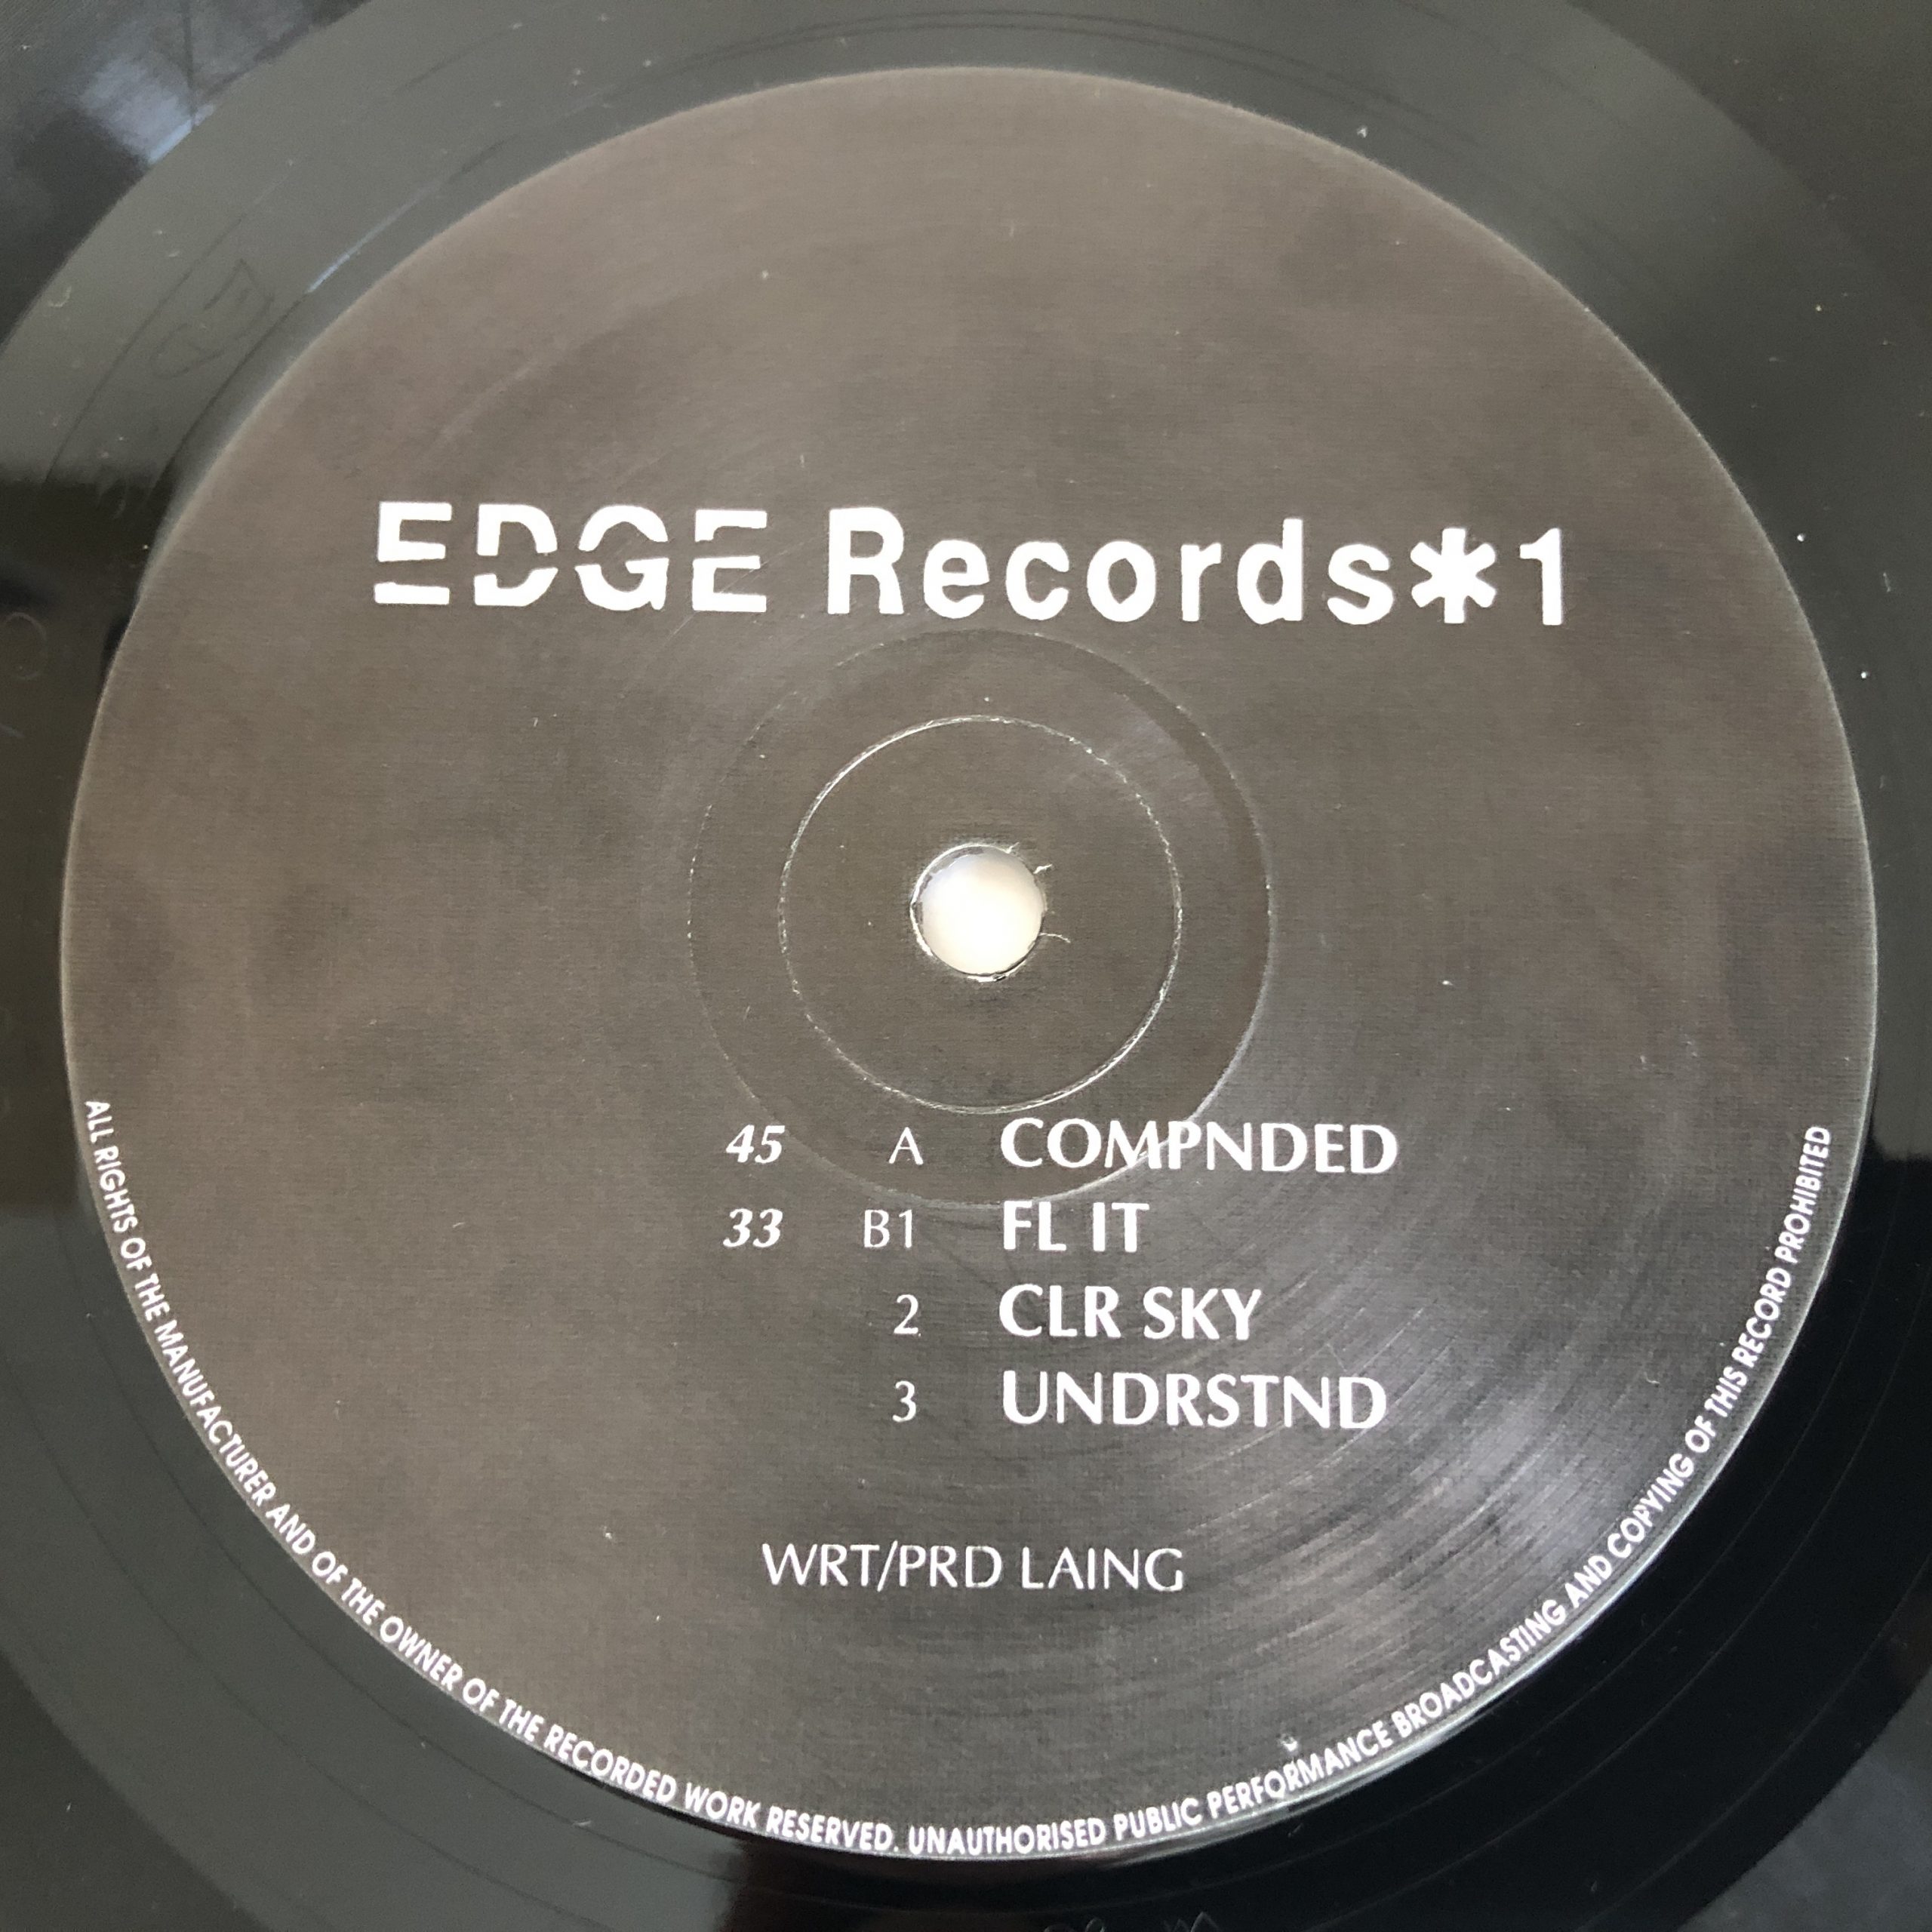 EDGE Records*1
45 A COMPNDED
33 B1 FL IT
2 CLR SKY
3 UNDRSTND
WRT/PRD LAING
ALL RIGHTS OF THE MANUFACTURER AND OF THE OWNER OF THE RECORDED WORK RESERVED. UNAUTHORISED PUBLIC PERFORMANCE BROADCASTING AND COPYING OF THIS RECORD PROHIBITED